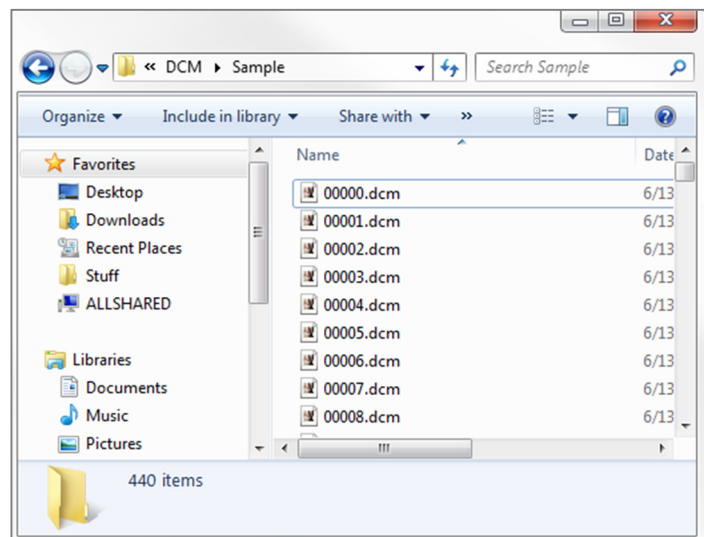 « DCM Sample Search Sample
Organize Include in library Share with »
Favorites
Desktop
Downloads
Recent Places
Stuff
ALLSHARED
Libraries
Documents
Music
Pictures
Name Date
00000.dcm 6/13
00001.dcm 6/13
00002.dcm 6/13
00003.dcm 6/13
00004.dcm 6/13
00005.dcm 6/13
00006.dcm 6/13
00007.dcm 6/13
00008.dcm 6/13
440 items